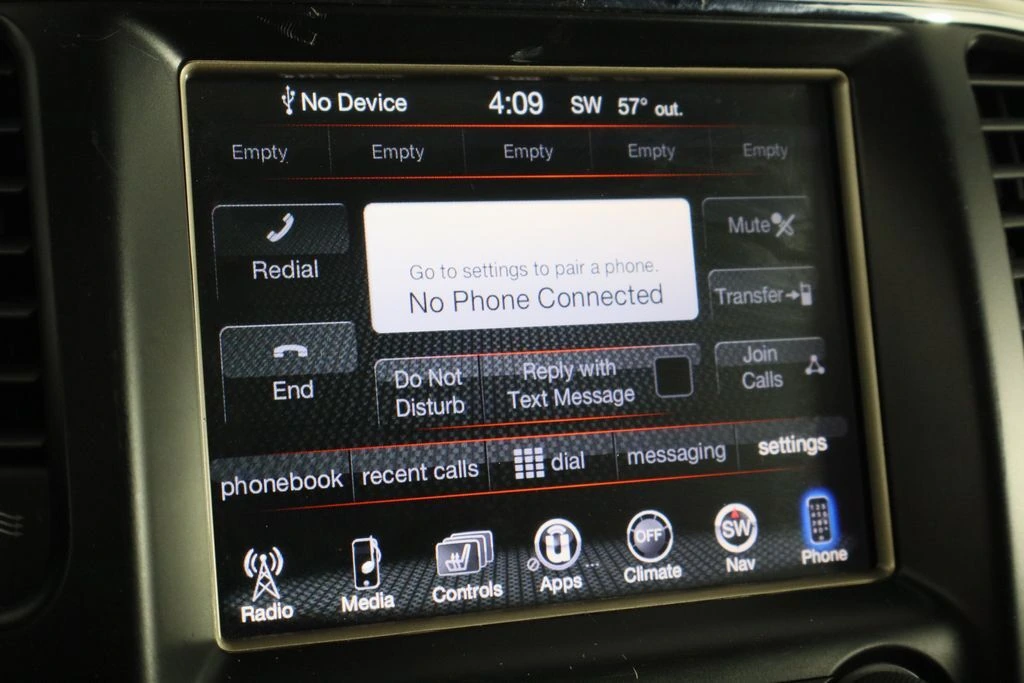 No Device 4:09 SW 57° out.
Empty Empty Empty Empty Empty
Redial
Go to settings to pair a phone.
No Phone Connected
Mute
Transfer
End
Do Not
Disturb
Reply with
Text Message
Join
Calls
phonebook recent calls dial messaging settings
OFF
SW
Radio Media Controls Apps Climate Nav Phone